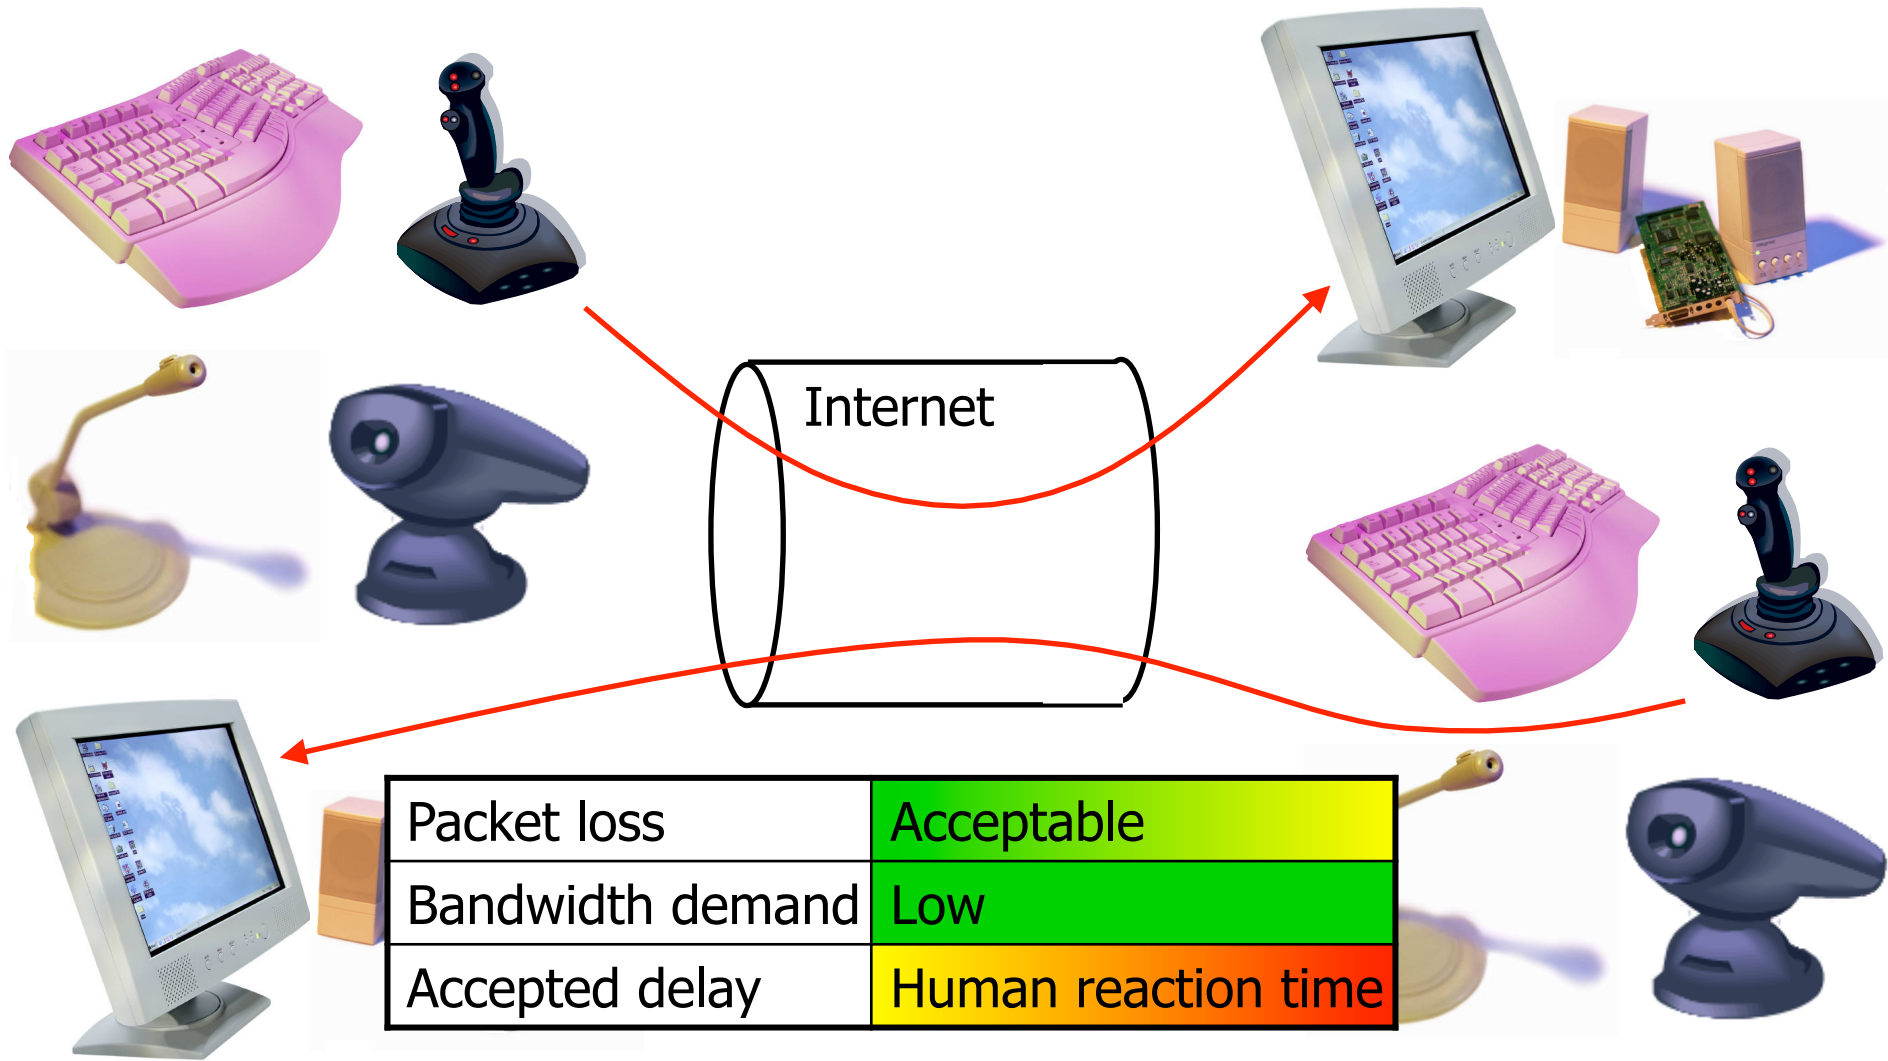 Internet
Packet loss Acceptable
Bandwidth demand Low
Accepted delay Human reaction time